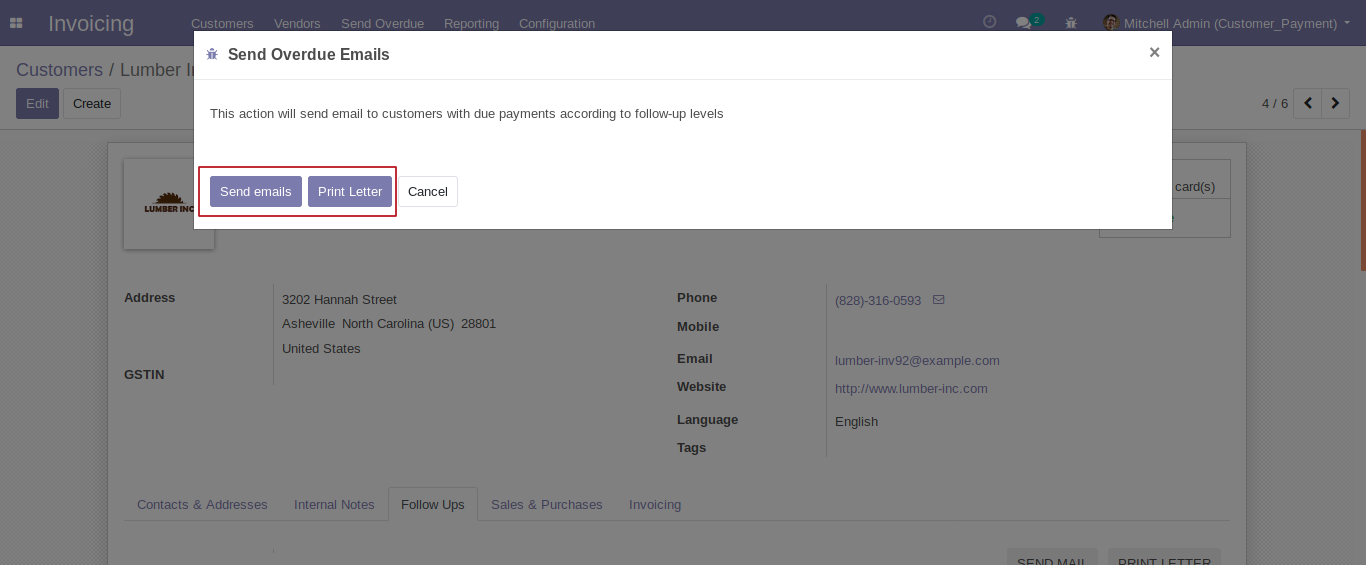 Invoicing Customers Vendors Send Overdue Reporting Configuration 2 Mitchell Admin (Customer_Payment)
Send Overdue Emails ×
Customers / Lumber In
Edit Create 4 / 6
This action will send email to customers with due payments according to follow-up levels
Send emails Print Letter Cancel
card(s)
LUMBER INC
Address 3202 Hannah Street
Asheville North Carolina (US) 28801
United States
GSTIN
Phone (828)-316-0593
Mobile
Email lumber-inv92@example.com
Website http://www.lumber-inc.com
Language English
Tags
Contacts & Addresses Internal Notes Follow Ups Sales & Purchases Invoicing
SEND MAIL PRINT LETTER